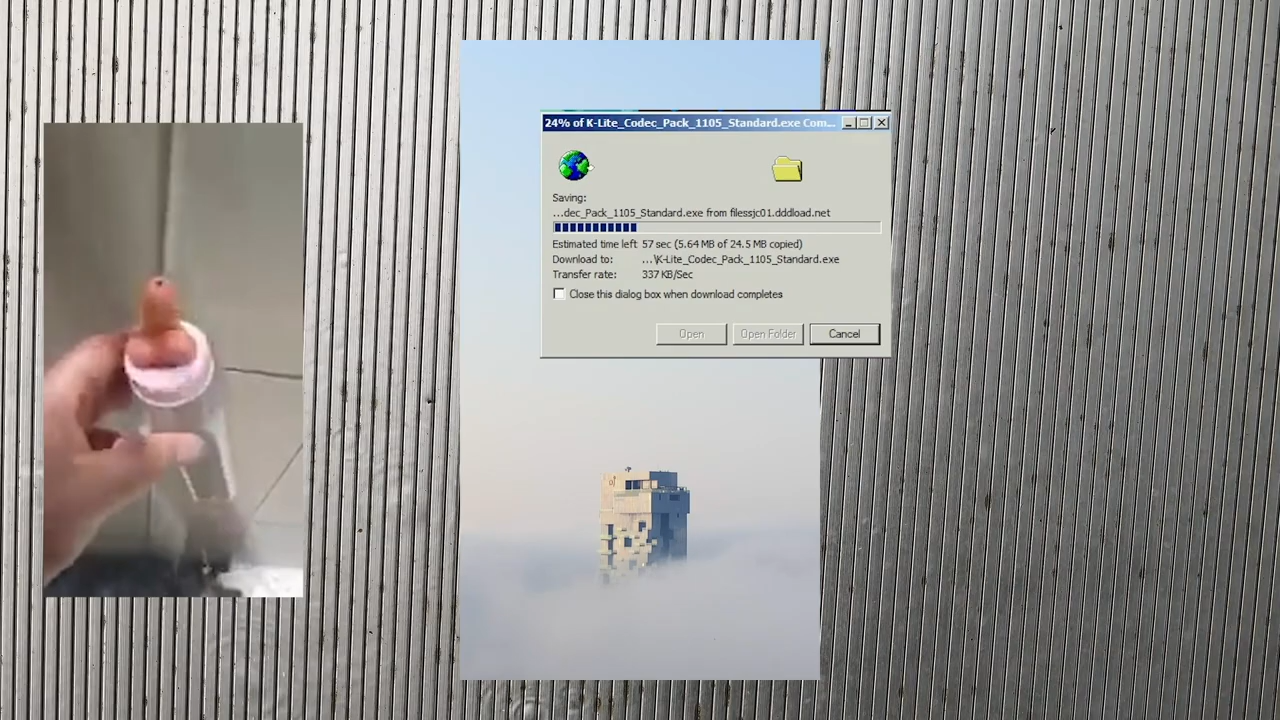 24% of K-Lite_Codec_Pack_1105_Standard.exe Com...
Saving:
...dec_Pack_1105_Standard.exe from filessjc01.dddload.net
Estimated time left 57 sec (5.64 MB of 24.5 MB copied)
Download to: ...\K-Lite_Codec_Pack_1105_Standard.exe
Transfer rate: 337 KB/Sec
Close this dialog box when download completes
Open
Open Folder
Cancel